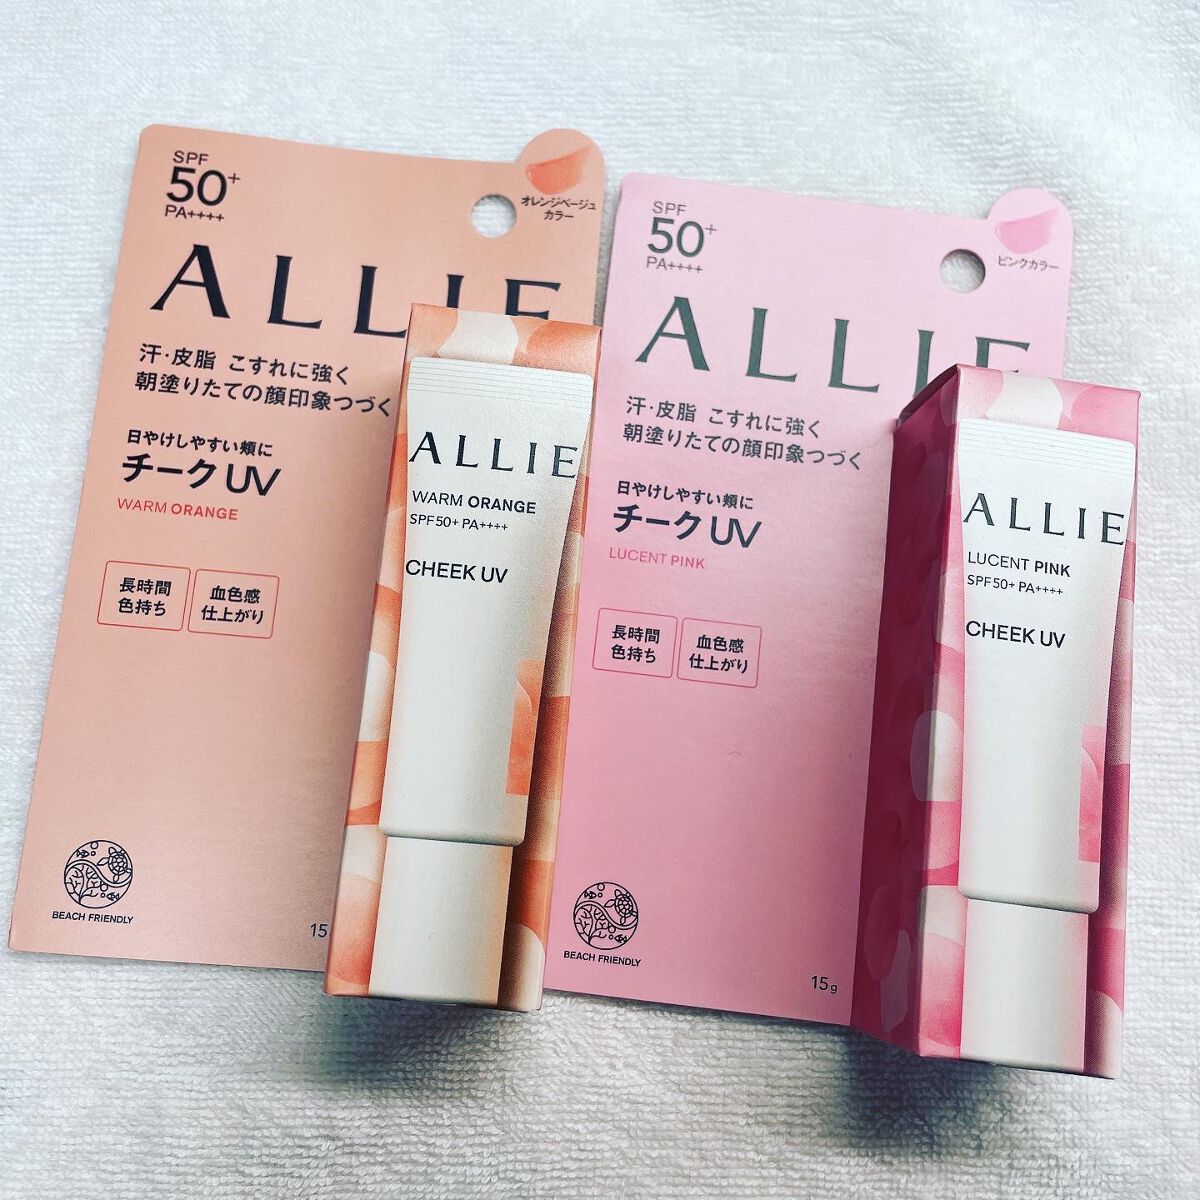 SPF
50+
PA++++
オレンジベージュ
カラー
ALLIE
汗・皮脂 こすれに強く
朝塗りたての顔印象つづく
日やけしやすい頬に
チークUV
WARM ORANGE
長時間
色持ち
血色感
仕上がり
BEACH FRIENDLY
15
ALLIE
WARM ORANGE
SPF50+ PA++++
CHEEK UV
SPF
50+
PA++++
ピンクカラー
ALLIE
汗・皮脂 こすれに強く
朝塗りたての顔印象つづく
日やけしやすい頬に
チークUV
LUCENT PINK
長時間
色持ち
血色感
仕上がり
BEACH FRIENDLY
15g
ALLIE
LUCENT PINK
SPF50+ PA++++
CHEEK UV